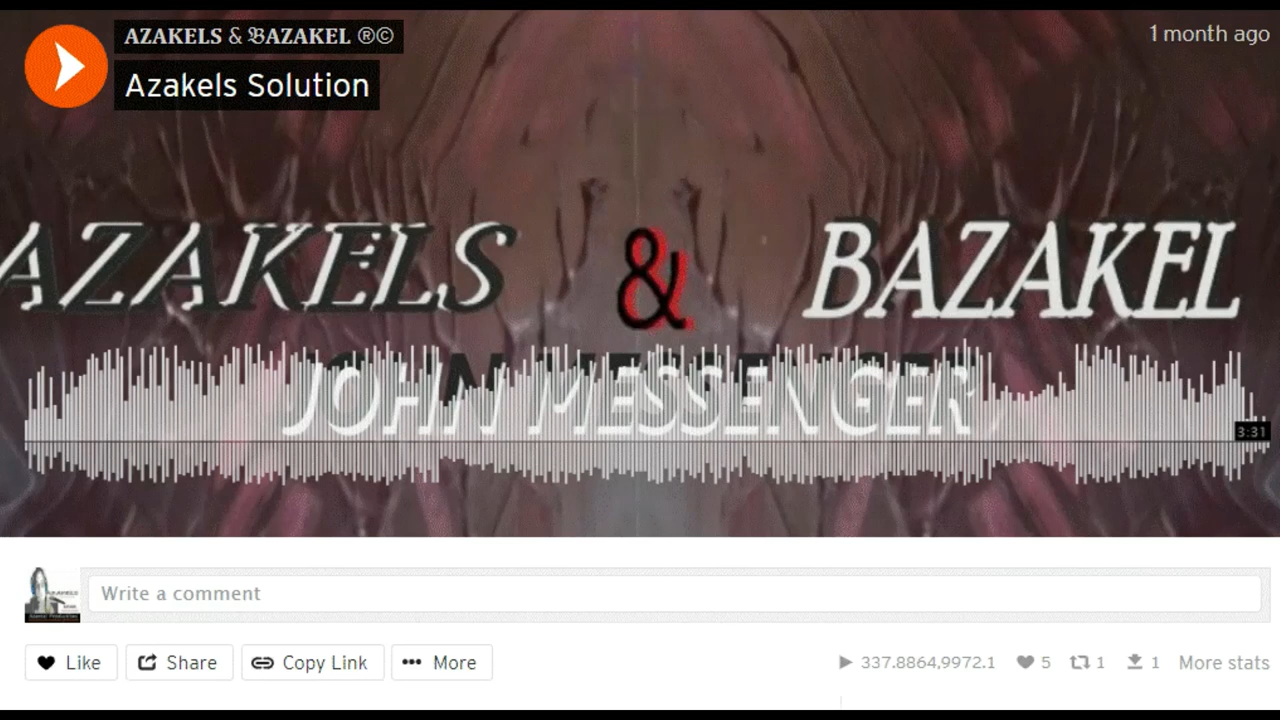 AZAKELS & 𝕭AZAKEL ®©
1 month ago
Azakels Solution
AZAKELS & BAZAKEL
JOHN MESSENGER
3:31
Write a comment
Like Share Copy Link More 337.8864,9972.1 5 1 1 More stats